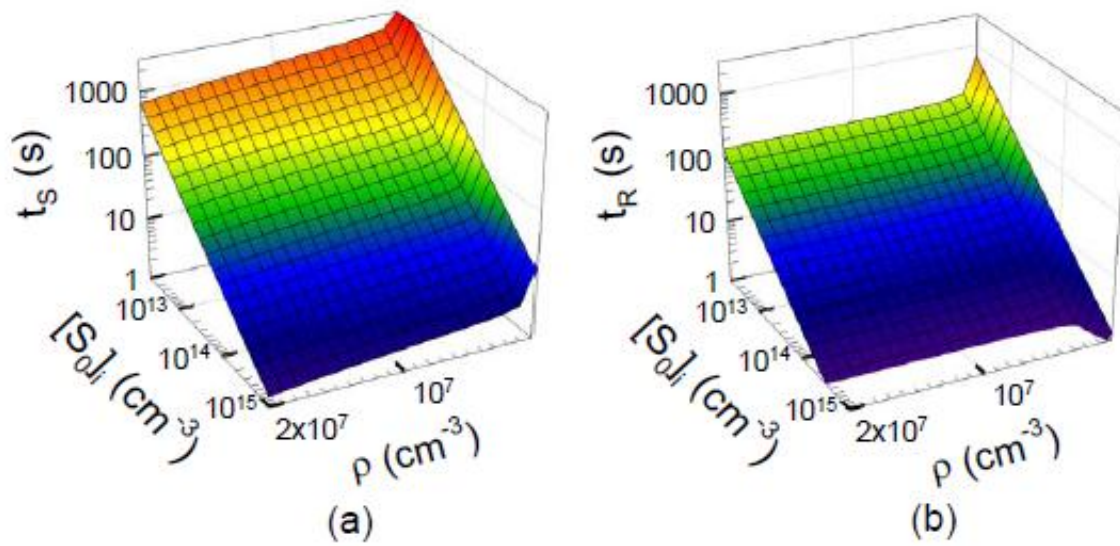 1000
100
10
1
t_S (s)
10^13
10^14
10^15
[S_0]_i (cm^-3)
2x10^7
10^7
ρ (cm^-3)
(a)
1000
100
10
1
t_R (s)
10^13
10^14
10^15
[S_0]_i (cm^-3)
2x10^7
10^7
ρ (cm^-3)
(b)